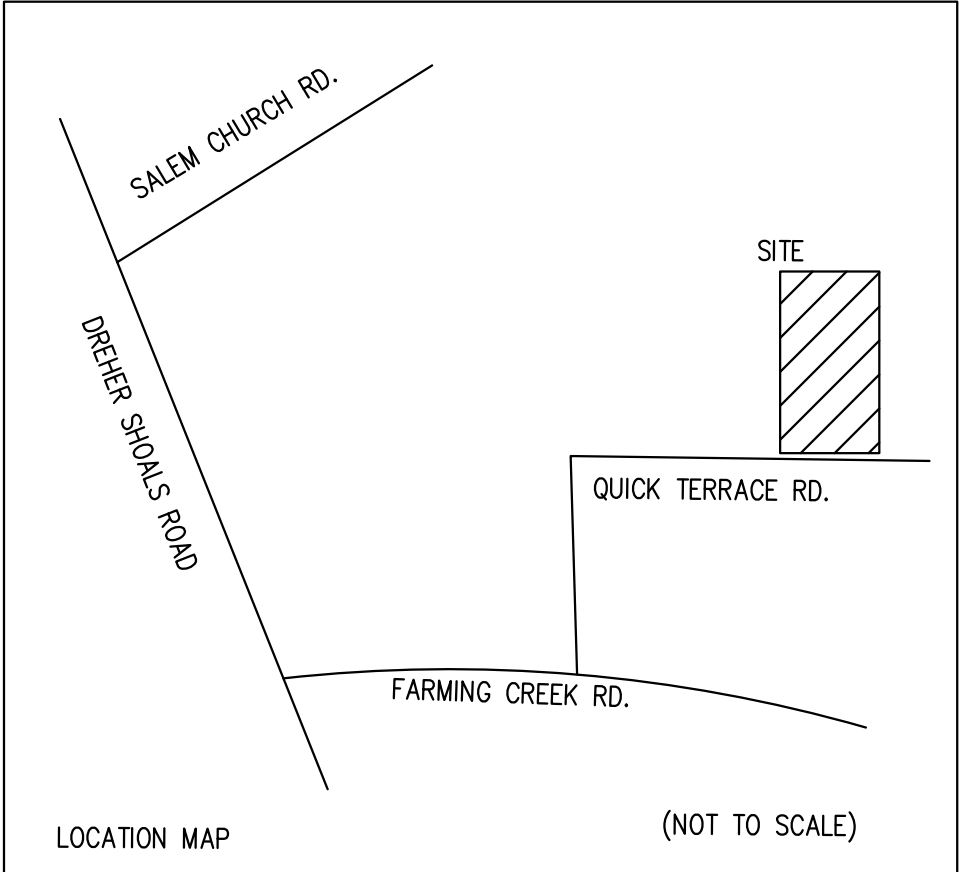 SALEM CHURCH RD.
SITE
DREHER SHOALS ROAD
QUICK TERRACE RD.
FARMING CREEK RD.
(NOT TO SCALE)
LOCATION MAP